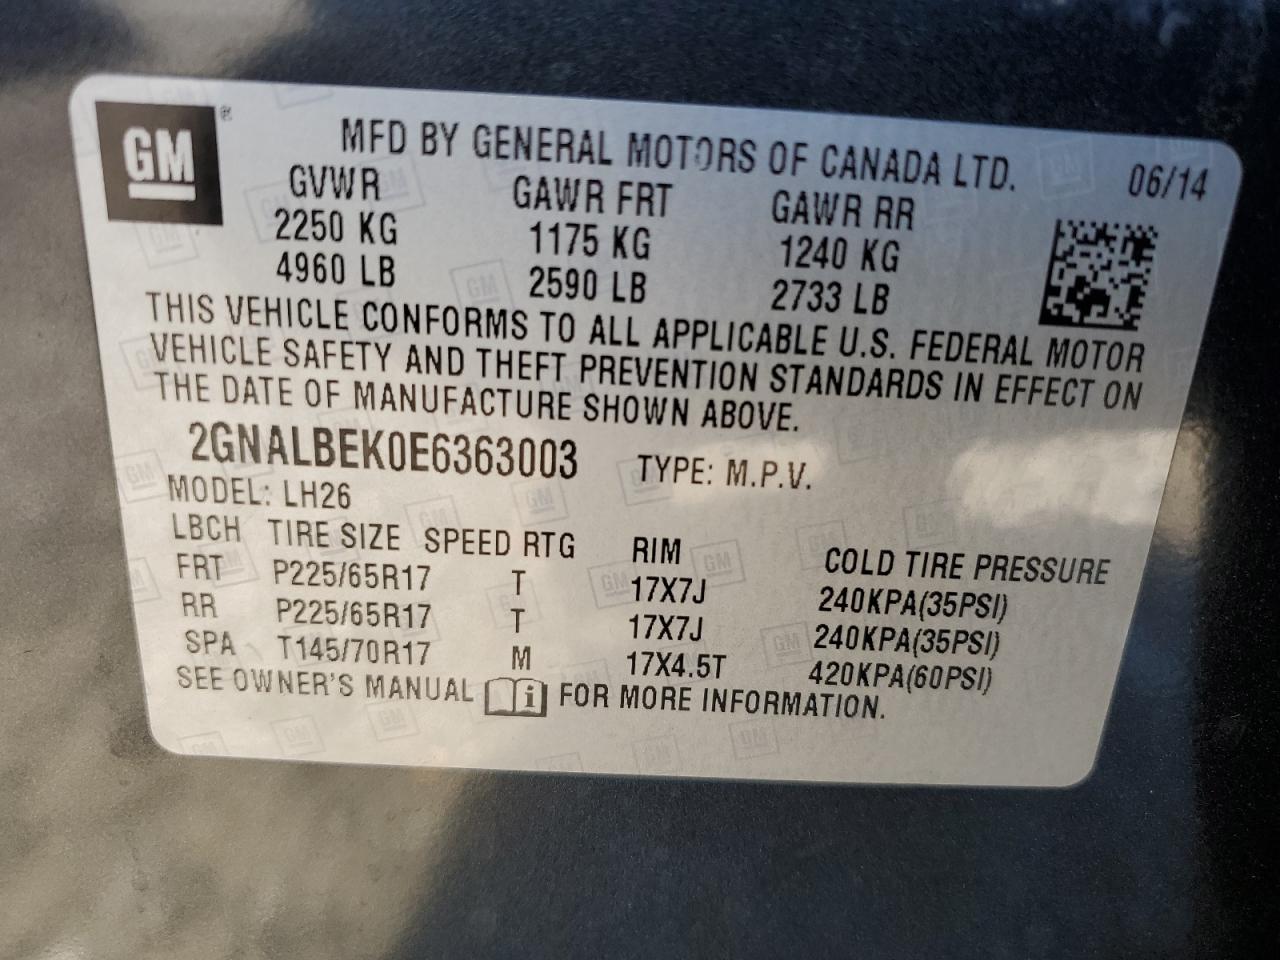 GM®
MFD BY GENERAL MOTORS OF CANADA LTD. 06/14
GVWR GAWR FRT GAWR RR
2250 KG 1175 KG 1240 KG
4960 LB 2590 LB 2733 LB
THIS VEHICLE CONFORMS TO ALL APPLICABLE U.S. FEDERAL MOTOR
VEHICLE SAFETY AND THEFT PREVENTION STANDARDS IN EFFECT ON
THE DATE OF MANUFACTURE SHOWN ABOVE.
2GNALBEK0E6363003 TYPE: M.P.V.
MODEL: LH26
LBCH TIRE SIZE SPEED RTG RIM COLD TIRE PRESSURE
FRT P225/65R17 T 17X7J 240KPA(35PSI)
RR P225/65R17 T 17X7J 240KPA(35PSI)
SPA T145/70R17 M 17X4.5T 420KPA(60PSI)
SEE OWNER'S MANUAL i FOR MORE INFORMATION.